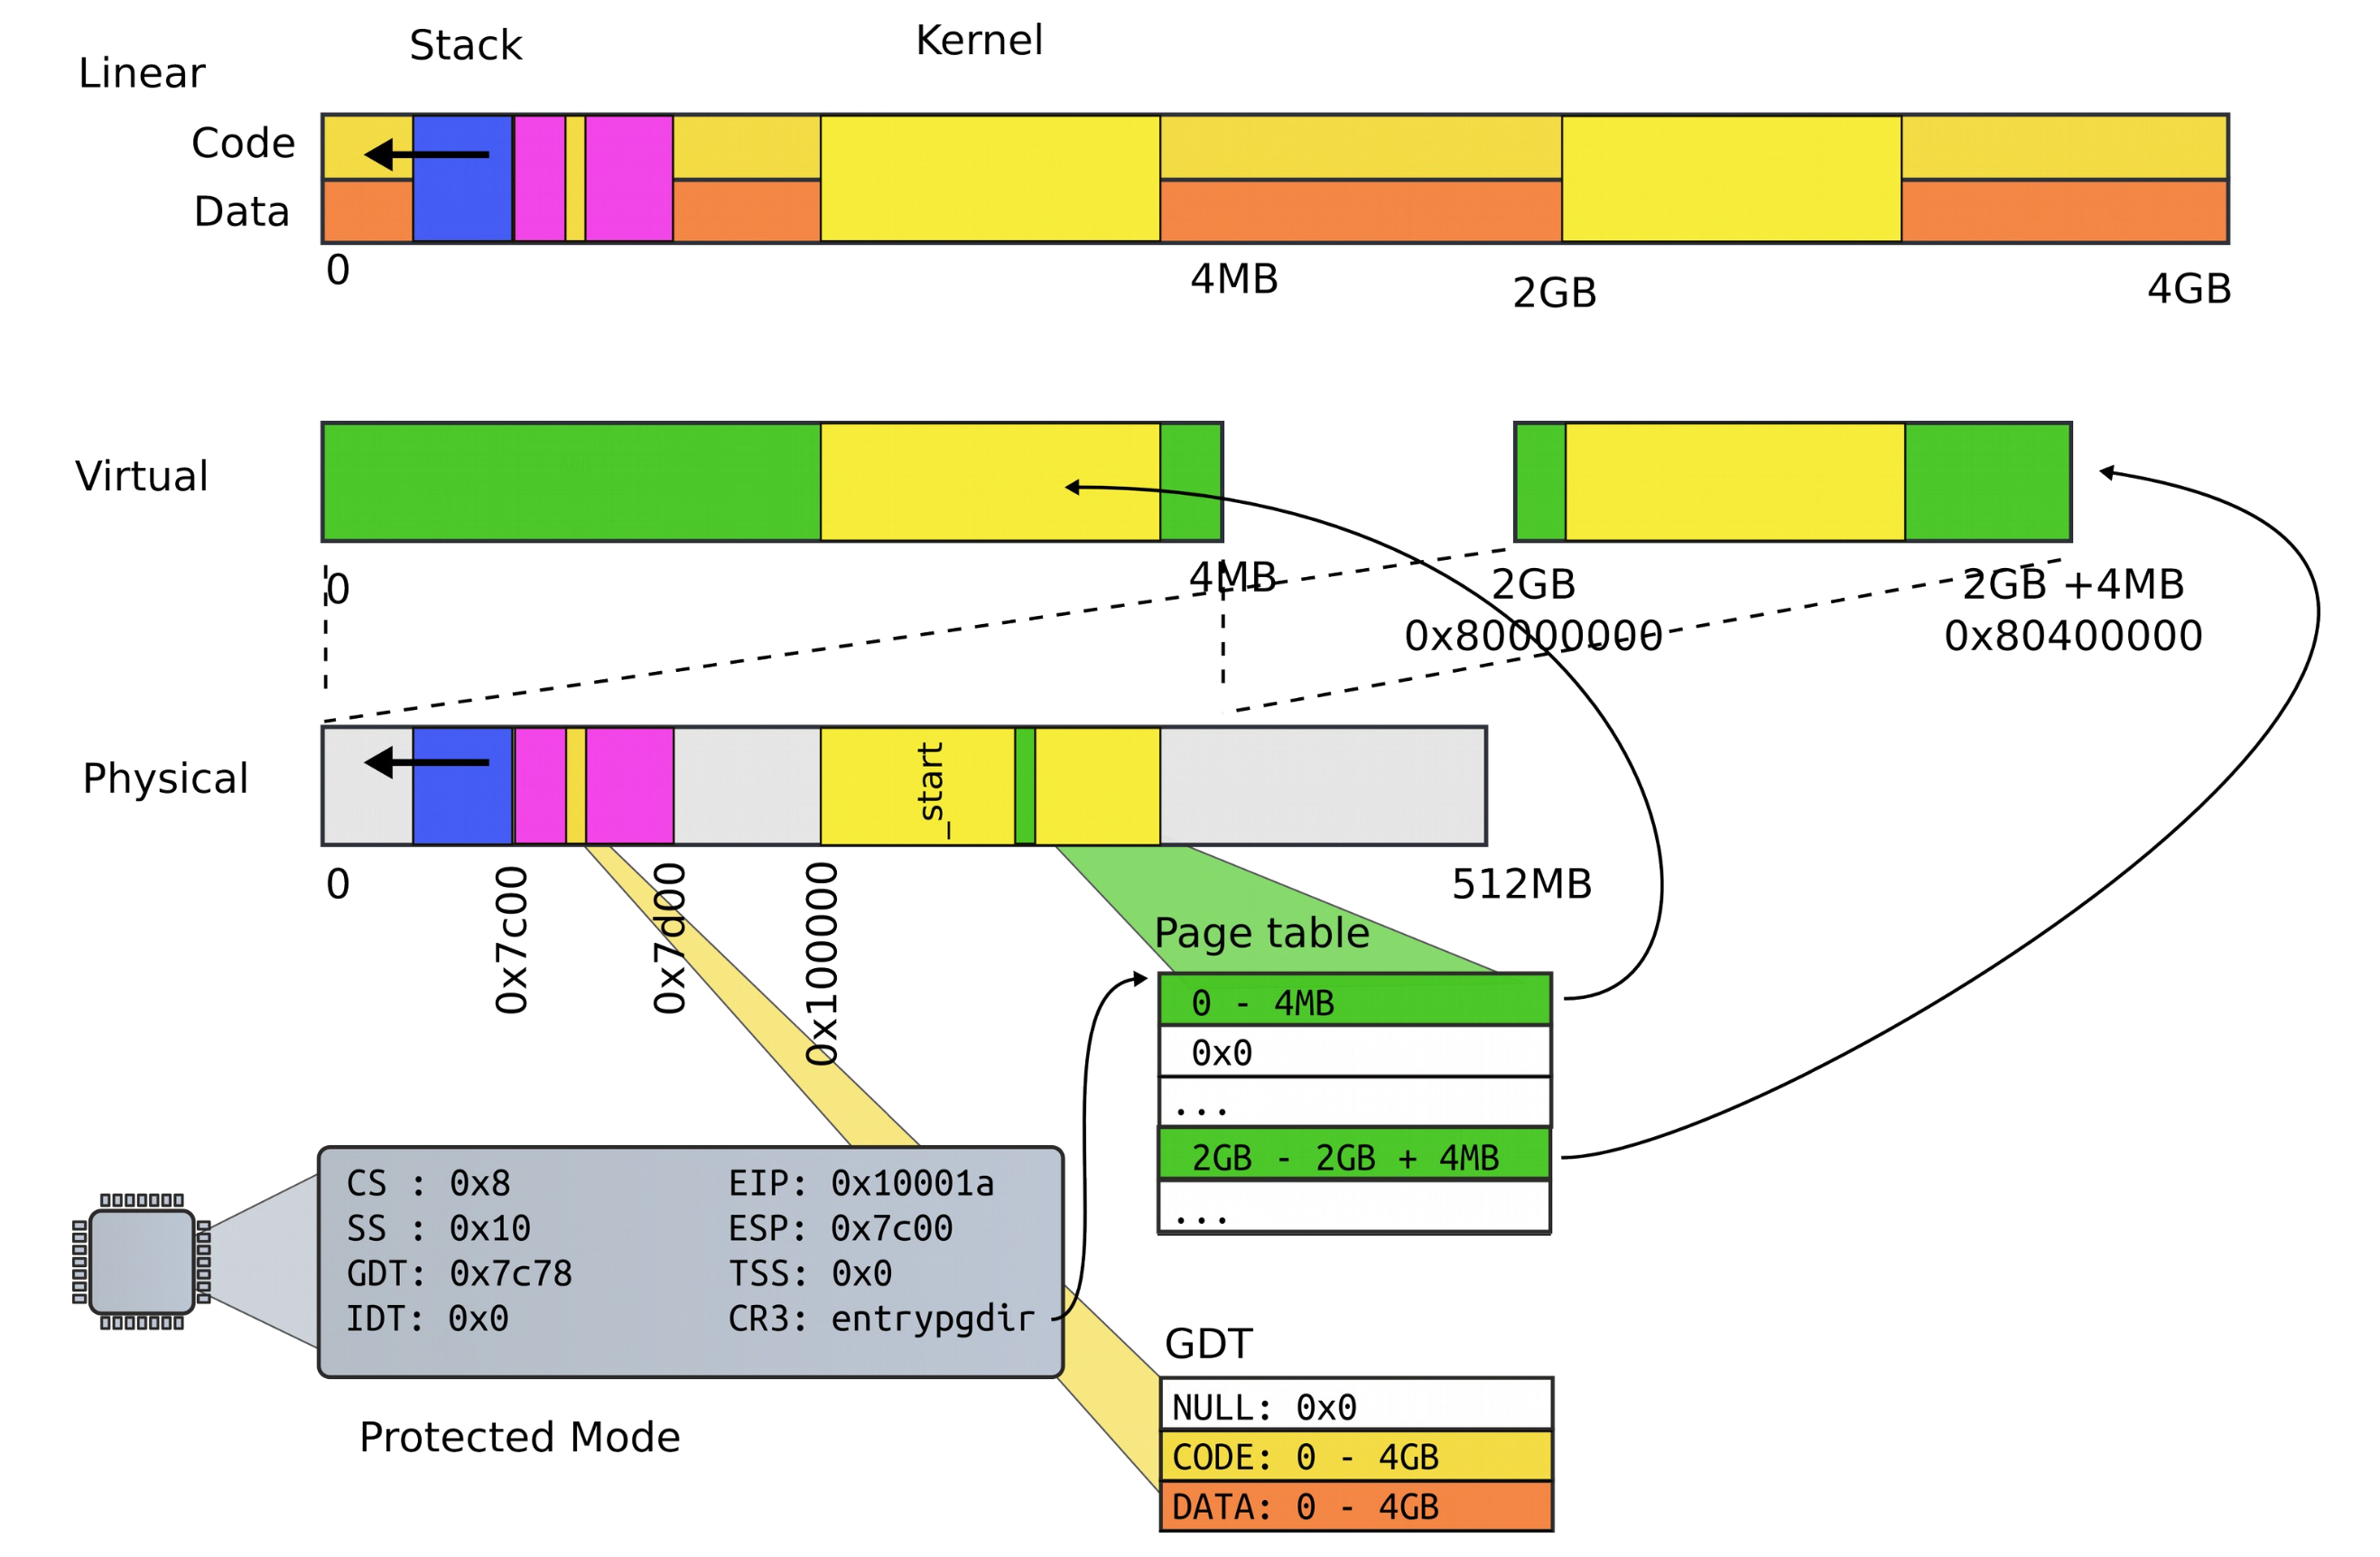 Linear
Stack
Kernel
Code
Data
0
4MB
2GB
4GB
Virtual
0
4MB
2GB
0x80000000
2GB +4MB
0x80400000
Physical
_start
0
0x7c00
0x7d00
0x100000
512MB
Page table
0 - 4MB
0x0
...
2GB - 2GB + 4MB
...
CS : 0x8
SS : 0x10
GDT: 0x7c78
IDT: 0x0
EIP: 0x10001a
ESP: 0x7c00
TSS: 0x0
CR3: entrypgdir
Protected Mode
GDT
NULL: 0x0
CODE: 0 - 4GB
DATA: 0 - 4GB